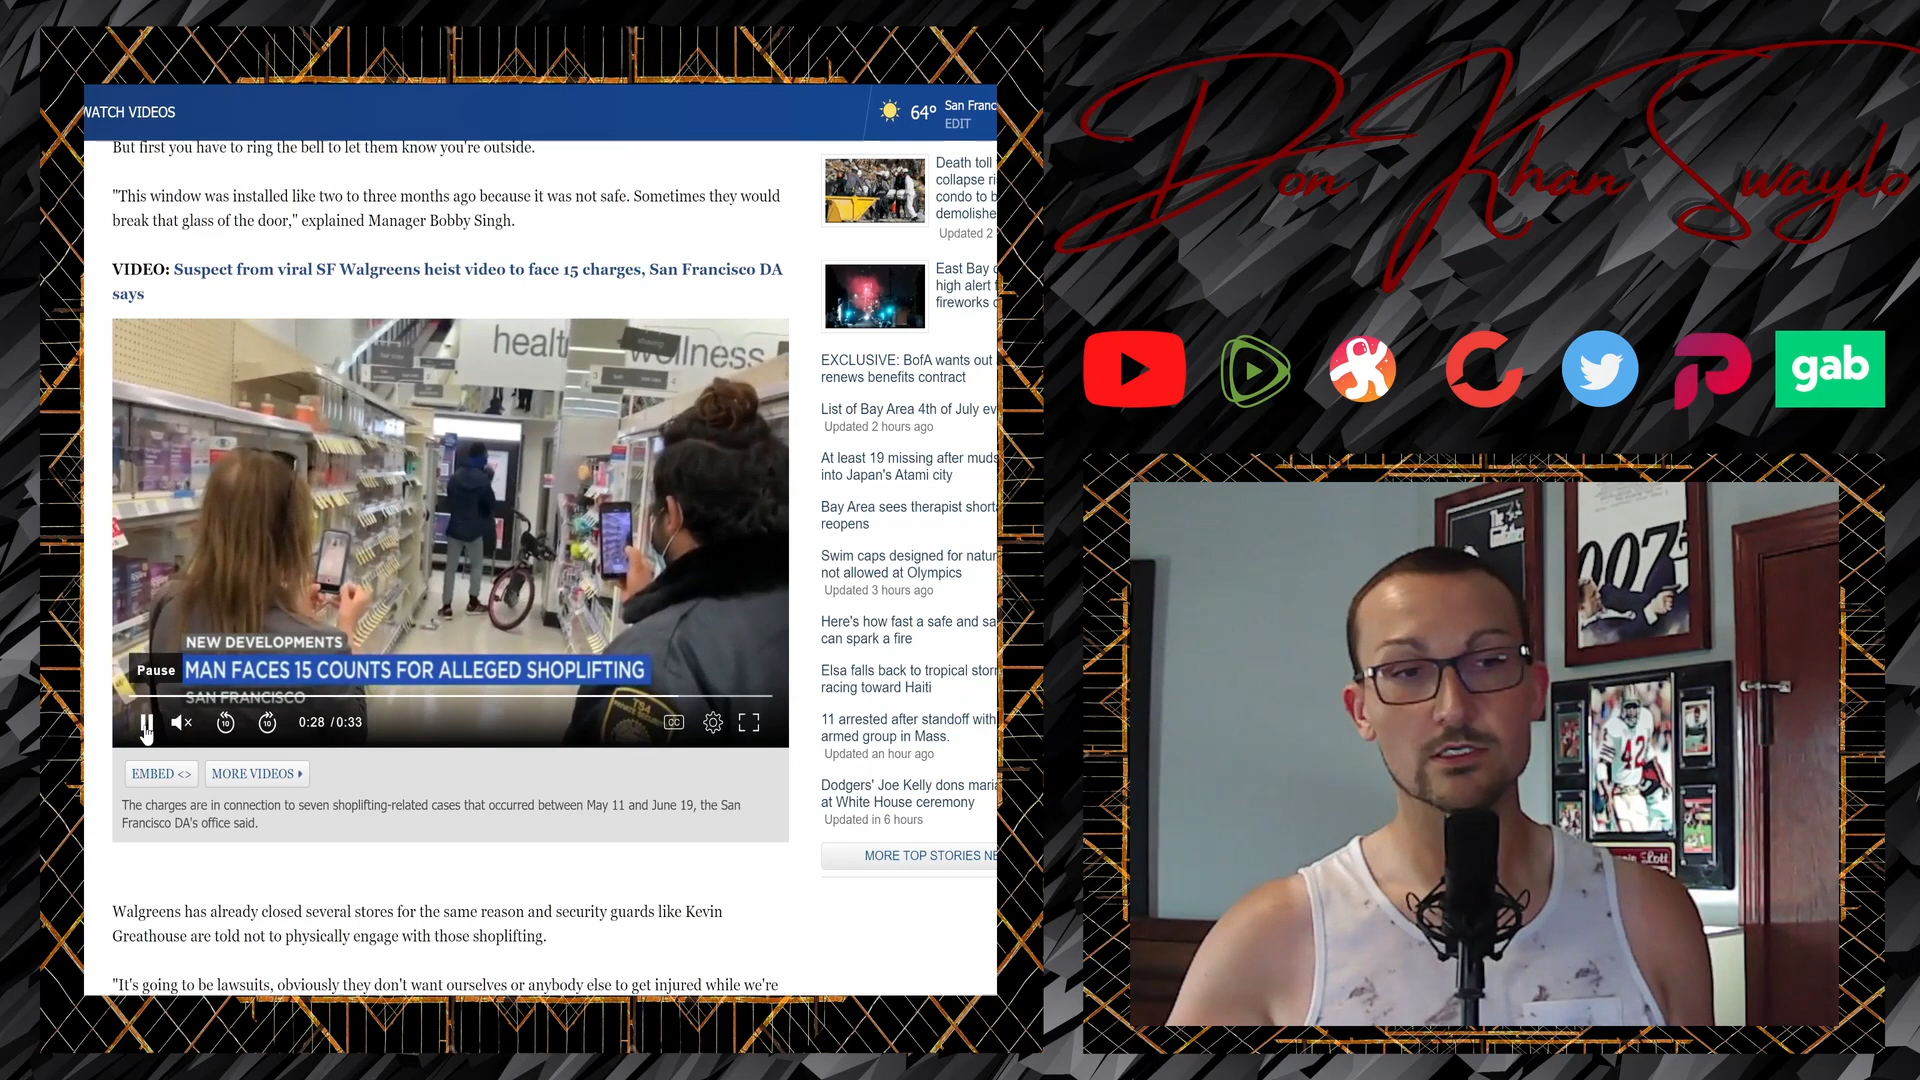 WATCH VIDEOS
64°
San Franc
EDIT
But first you have to ring the bell to let them know you're outside.
"This window was installed like two to three months ago because it was not safe. Sometimes they would
break that glass of the door," explained Manager Bobby Singh.
VIDEO: Suspect from viral SF Walgreens heist video to face 15 charges, San Francisco DA
says
health
wellness
shaving
NEW DEVELOPMENTS
Pause
MAN FACES 15 COUNTS FOR ALLEGED SHOPLIFTING
SAN FRANCISCO
10
10
0:28 / 0:33
CC
EMBED <>
MORE VIDEOS
The charges are in connection to seven shoplifting-related cases that occurred between May 11 and June 19, the San
Francisco DA's office said.
Walgreens has already closed several stores for the same reason and security guards like Kevin
Greathouse are told not to physically engage with those shoplifting.
"It's going to be lawsuits, obviously they don't want ourselves or anybody else to get injured while we're
Death toll
collapse ri
condo to b
demolishe
Updated 2
East Bay
high alert
fireworks
EXCLUSIVE: BofA wants out
renews benefits contract
List of Bay Area 4th of July ev
Updated 2 hours ago
At least 19 missing after muds
into Japan's Atami city
Bay Area sees therapist short
reopens
Swim caps designed for natur
not allowed at Olympics
Updated 3 hours ago
Here's how fast a safe and sa
can spark a fire
Elsa falls back to tropical stor
racing toward Haiti
11 arrested after standoff with
armed group in Mass.
Updated an hour ago
Dodgers' Joe Kelly dons maria
at White House ceremony
Updated in 6 hours
MORE TOP STORIES NE
Don Khan Swaylo
gab
007
42
Lott